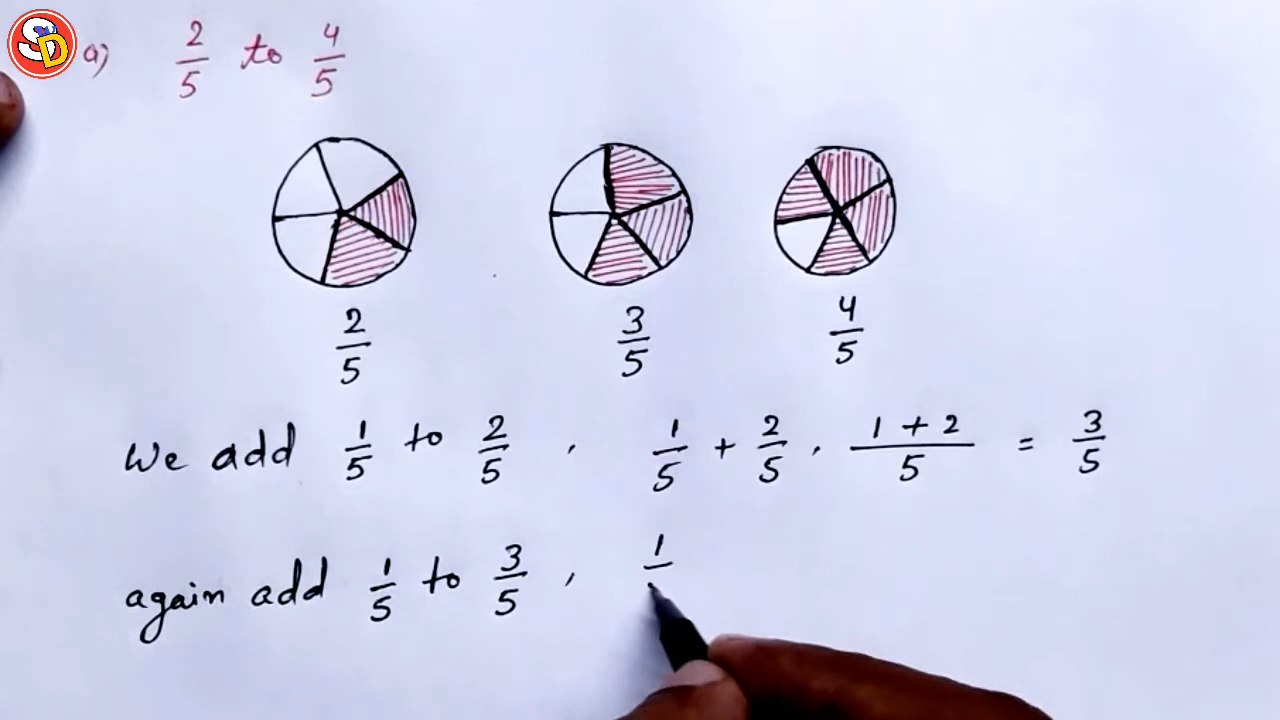 SD
a) 2/5 to 4/5
2/5 3/5 4/5
We add 1/5 to 2/5 , 1/5 + 2/5 , 1 + 2/5 = 3/5
again add 1/5 to 3/5 , 1/